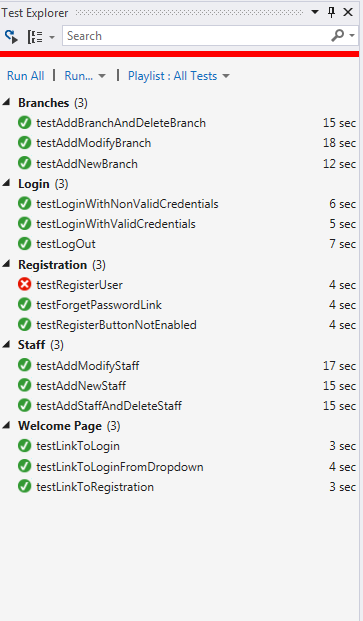 Test Explorer
Search
Run All | Run... | Playlist : All Tests
Branches (3)
testAddBranchAndDeleteBranch 15 sec
testAddModifyBranch 18 sec
testAddNewBranch 12 sec
Login (3)
testLoginWithNonValidCredentials 6 sec
testLoginWithValidCredentials 5 sec
testLogOut 7 sec
Registration (3)
testRegisterUser 4 sec
testForgetPasswordLink 4 sec
testRegisterButtonNotEnabled 4 sec
Staff (3)
testAddModifyStaff 17 sec
testAddNewStaff 15 sec
testAddStaffAndDeleteStaff 15 sec
Welcome Page (3)
testLinkToLogin 3 sec
testLinkToLoginFromDropdown 4 sec
testLinkToRegistration 3 sec